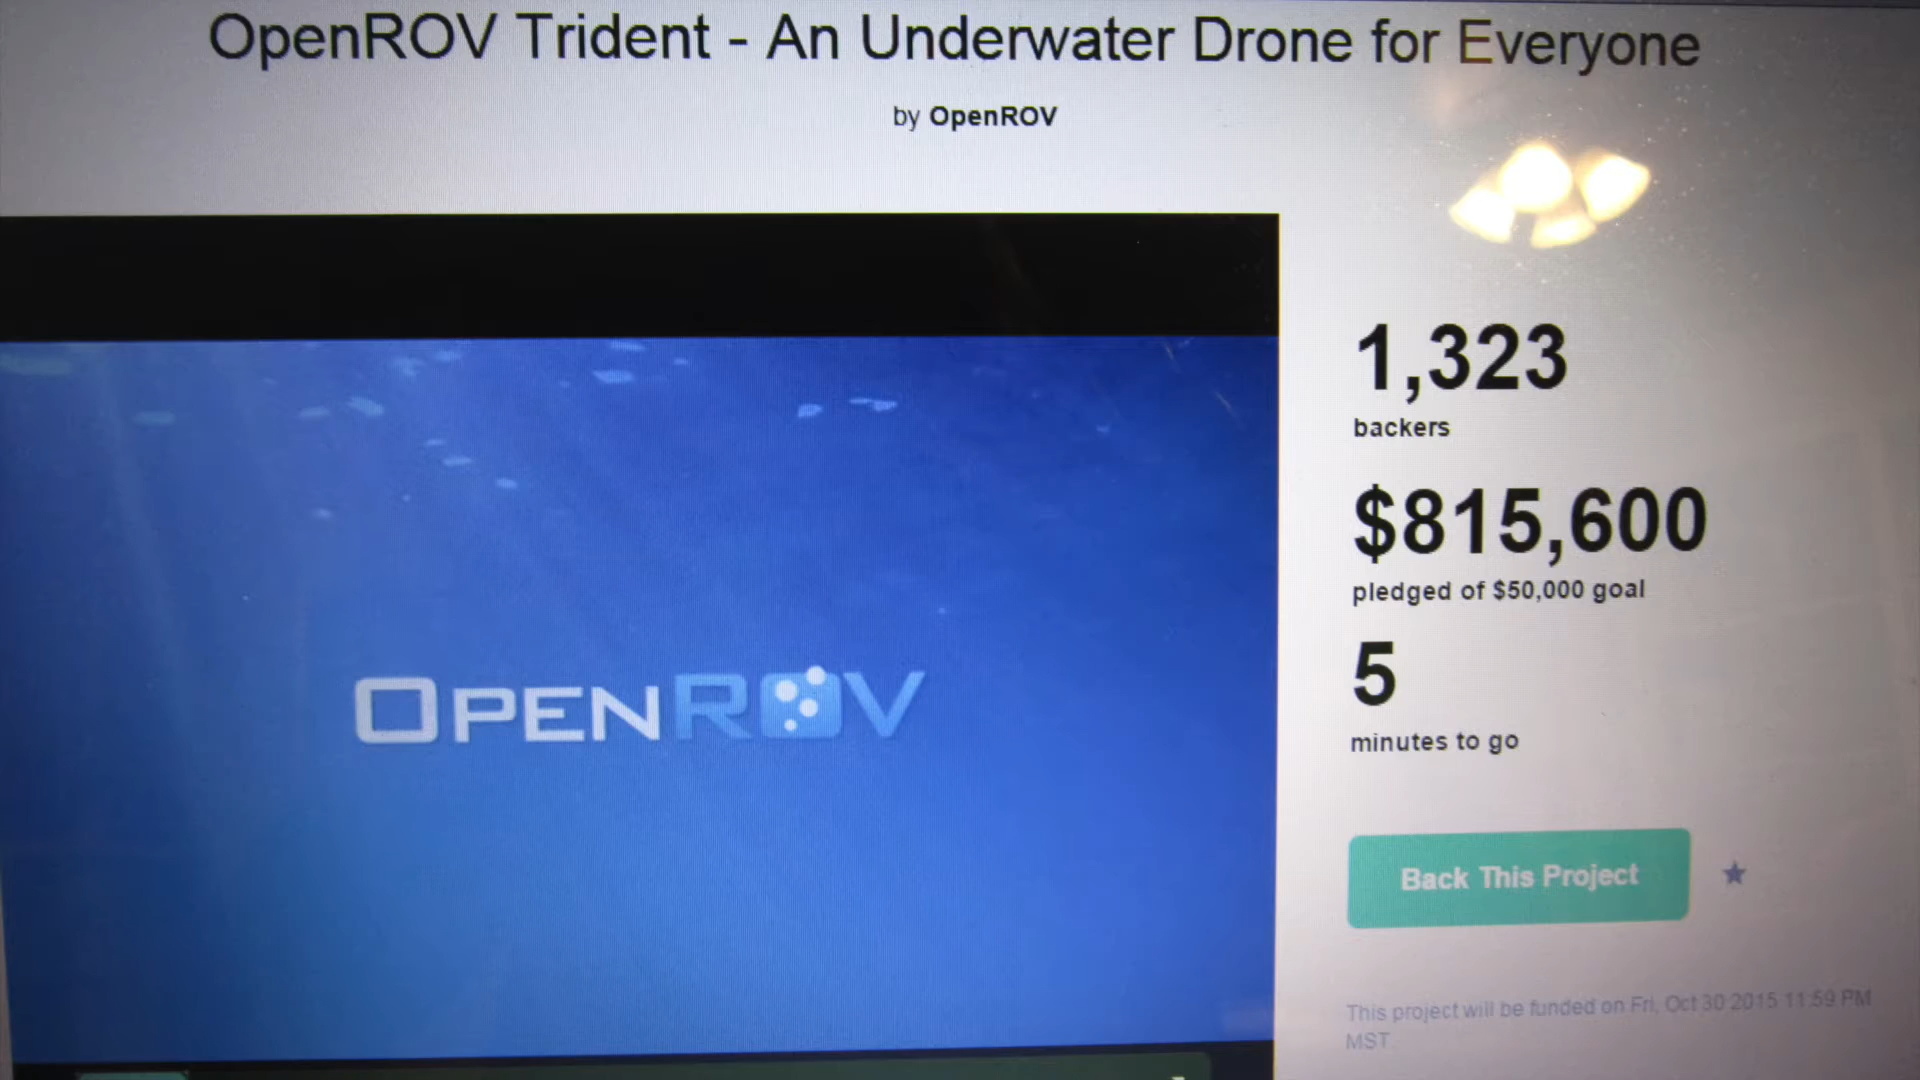 OpenROV Trident - An Underwater Drone for Everyone
by OpenROV
OPENROV
1,323
backers
$815,600
pledged of $50,000 goal
5
minutes to go
Back This Project
This project will be funded on Fri, Oct 30 2015 11:59 PM
MST.